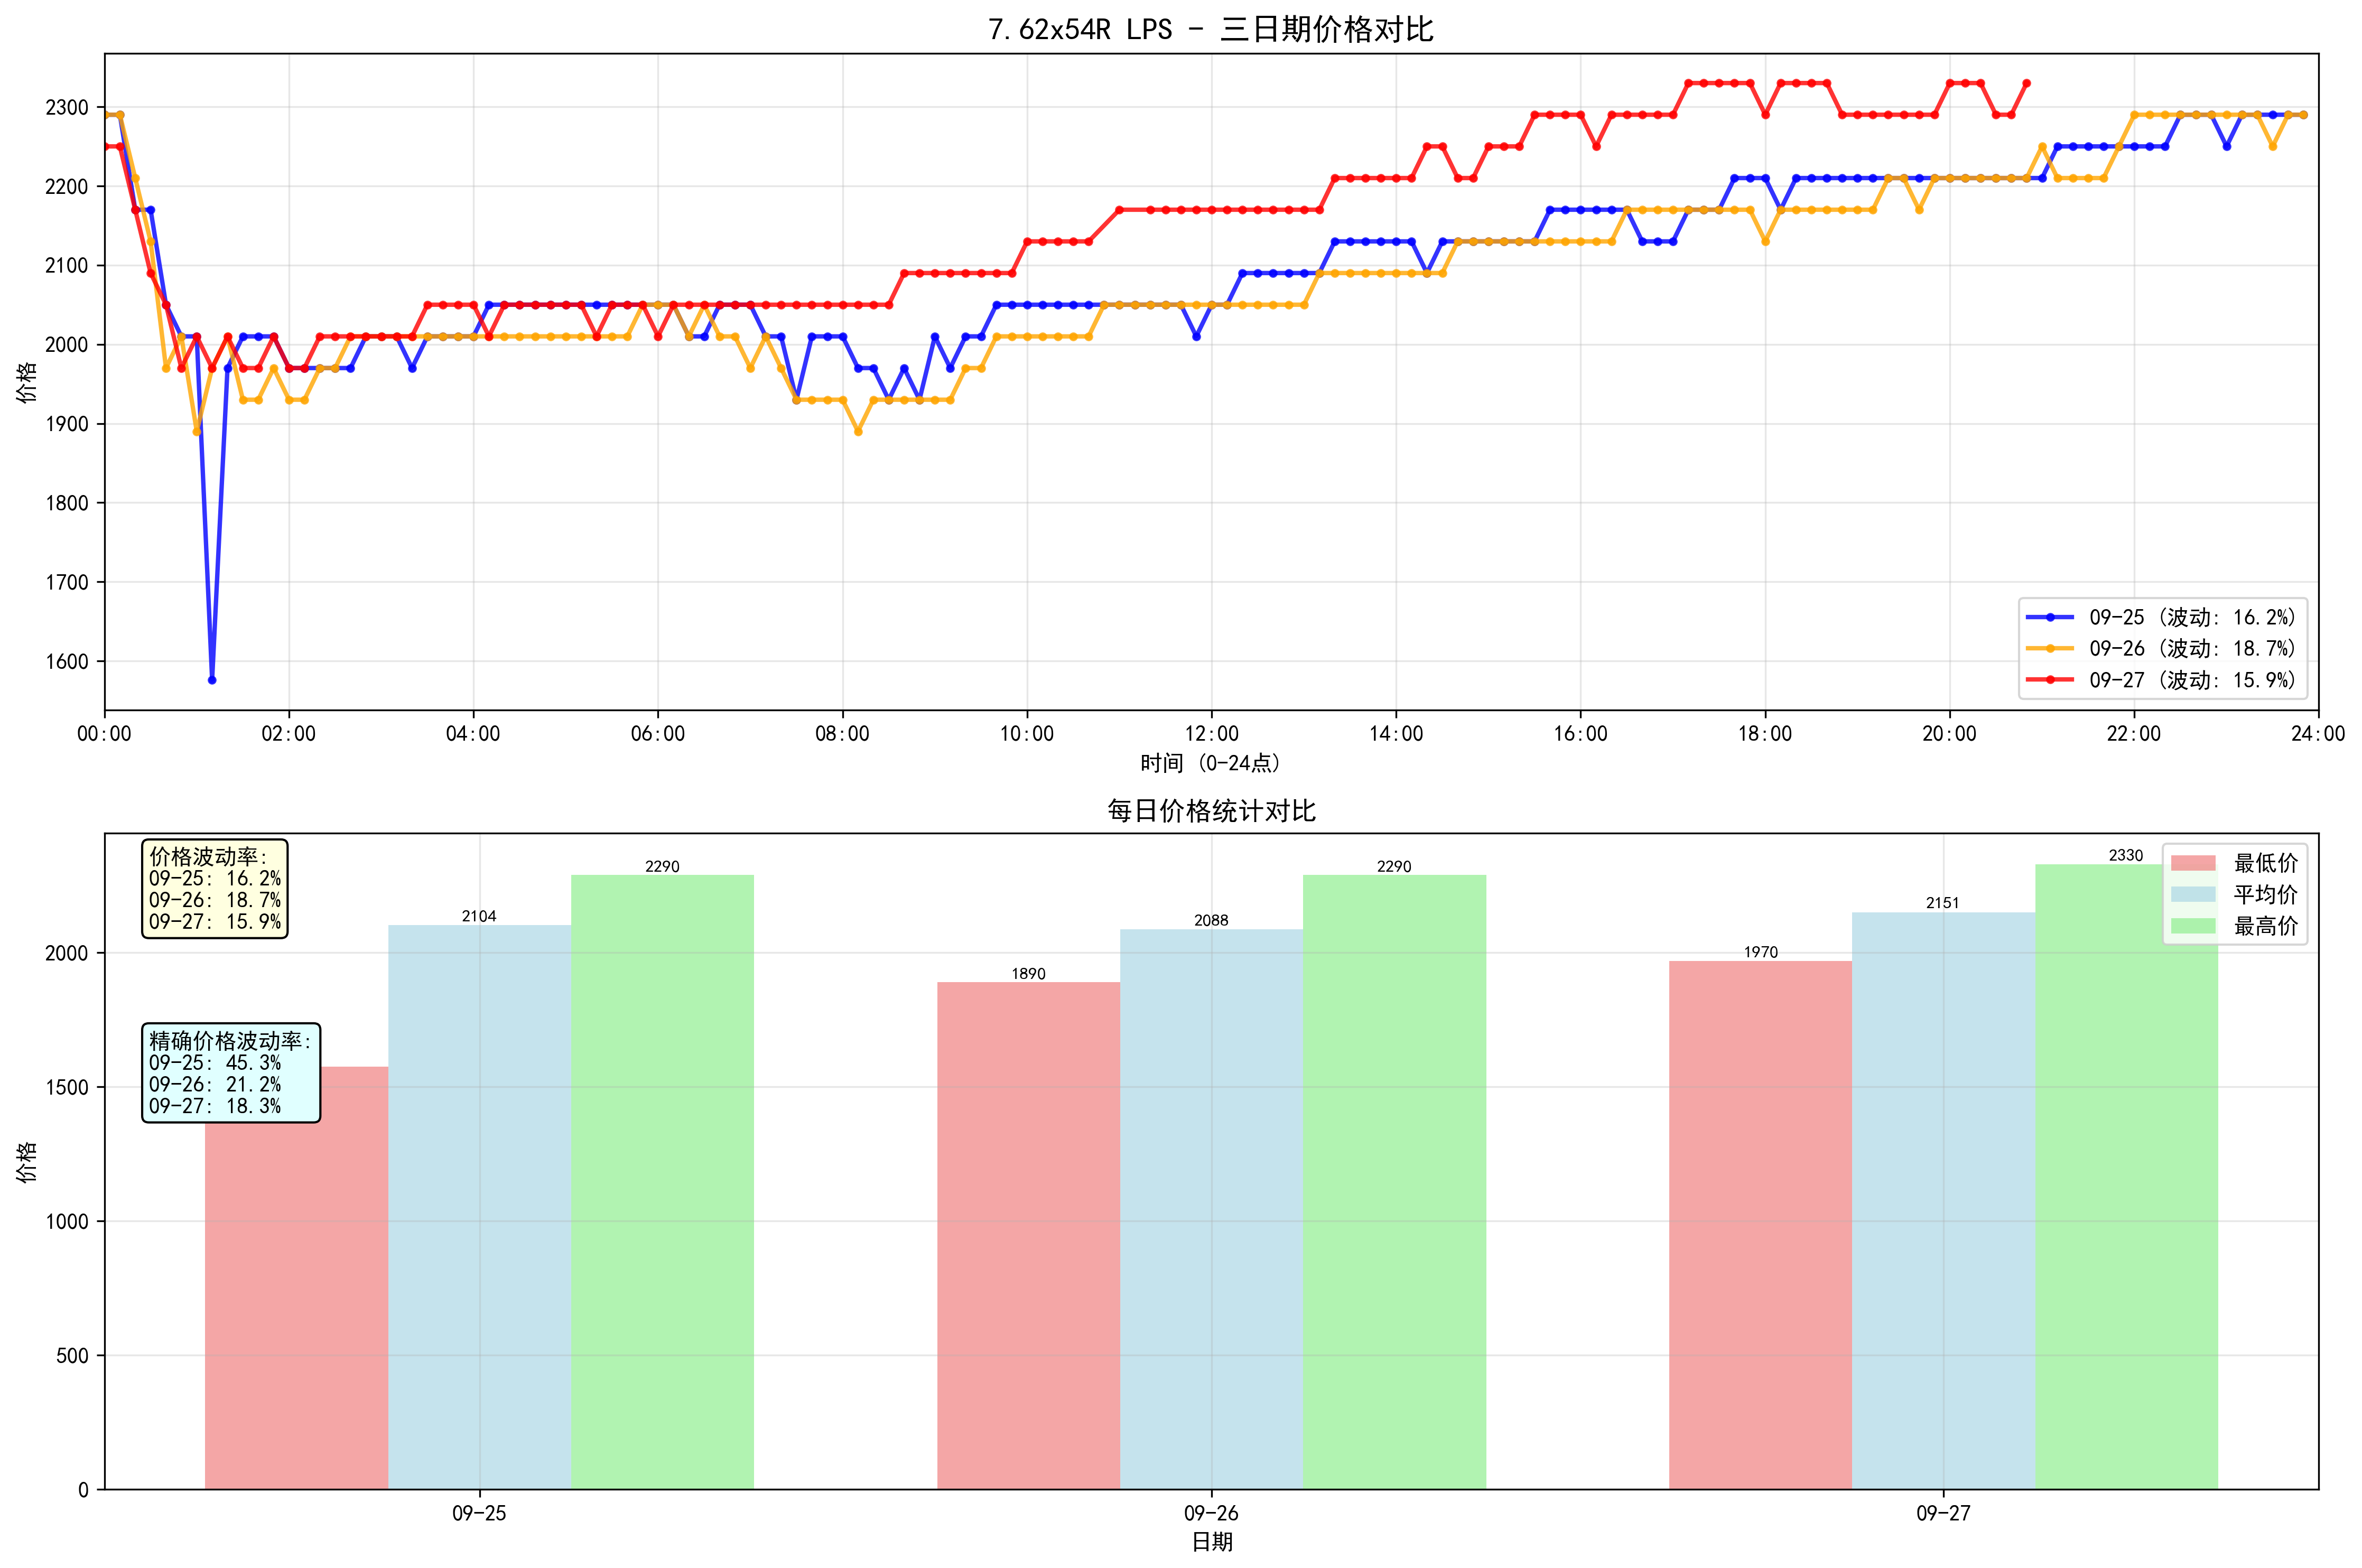 7.62x54R LPS - 三日期价格对比
价格
2300
2200
2100
2000
1900
1800
1700
1600
09-25 (波动: 16.2%)
09-26 (波动: 18.7%)
09-27 (波动: 15.9%)
00:00 02:00 04:00 06:00 08:00 10:00 12:00 14:00 16:00 18:00 20:00 22:00 24:00
时间 (0-24点)
每日价格统计对比
价格
2000
1500
1000
500
0
价格波动率:
09-25: 16.2%
09-26: 18.7%
09-27: 15.9%
精确价格波动率:
09-25: 45.3%
09-26: 21.2%
09-27: 18.3%
2104
2290
1890
2088
2290
1970
2151
2330
最低价
平均价
最高价
09-25 09-26 09-27
日期